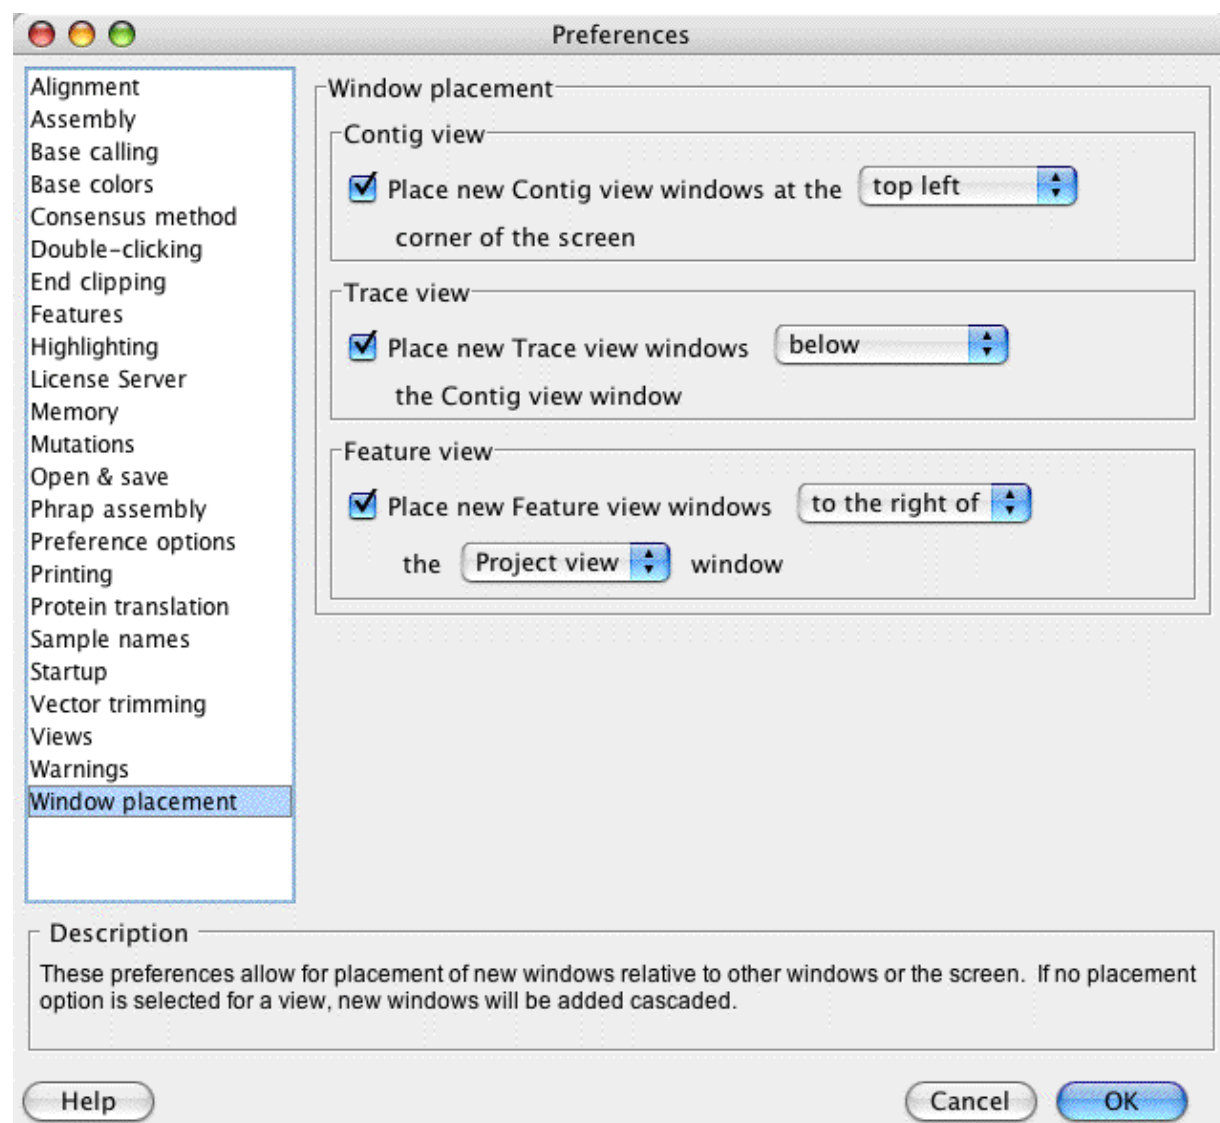 Preferences
Alignment
Assembly
Base calling
Base colors
Consensus method
Double-clicking
End clipping
Features
Highlighting
License Server
Memory
Mutations
Open & save
Phrap assembly
Preference options
Printing
Protein translation
Sample names
Startup
Vector trimming
Views
Warnings
Window placement
Window placement
Contig view
Place new Contig view windows at the top left
corner of the screen
Trace view
Place new Trace view windows below
the Contig view window
Feature view
Place new Feature view windows to the right of
the Project view window
Description
These preferences allow for placement of new windows relative to other windows or the screen. If no placement
option is selected for a view, new windows will be added cascaded.
Help Cancel OK